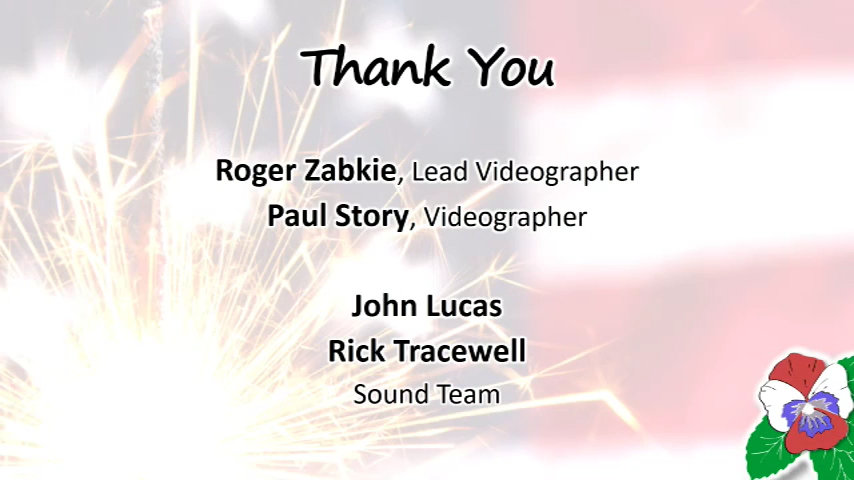 Thank You
Roger Zabkie, Lead Videographer
Paul Story, Videographer
John Lucas
Rick Tracewell
Sound Team